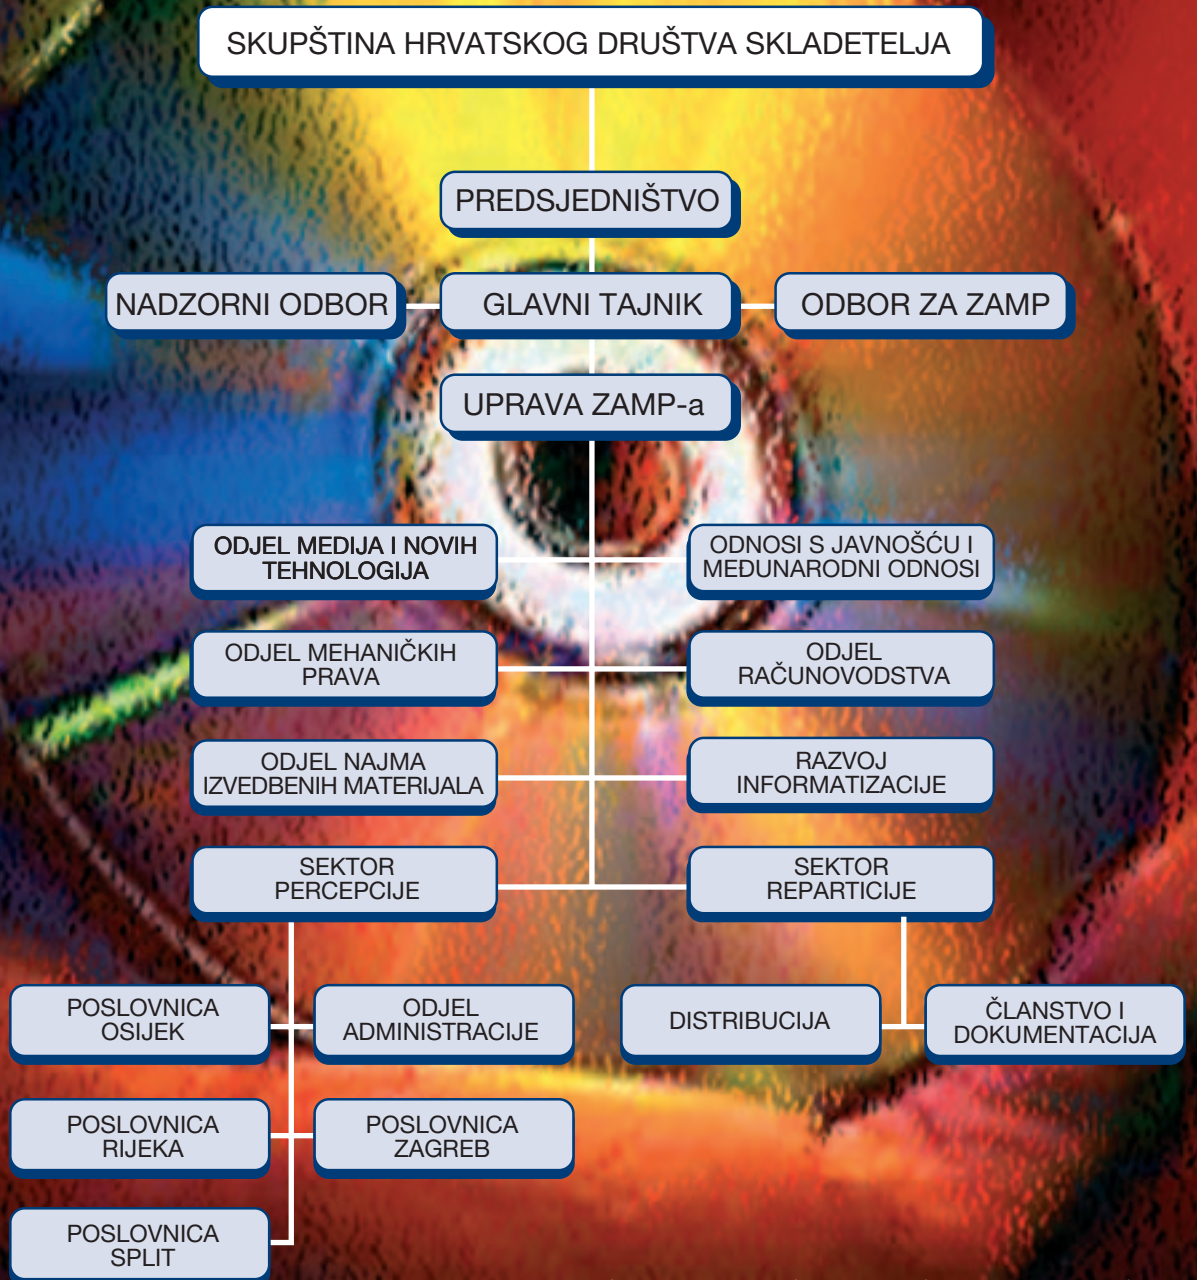 SKUPŠTINA HRVATSKOG DRUŠTVA SKLADETELJA
PREDSJEDNIŠTVO
NADZORNI ODBOR
GLAVNI TAJNIK
ODBOR ZA ZAMP
UPRAVA ZAMP-a
ODJEL MEDIJA I NOVIH
TEHNOLOGIJA
ODNOSI S JAVNOŠĆU I
MEĐUNARODNI ODNOSI
ODJEL MEHANIČKIH
PRAVA
ODJEL
RAČUNOVODSTVA
ODJEL NAJMA
IZVEDBENIH MATERIJALA
RAZVOJ
INFORMATIZACIJE
SEKTOR
PERCEPCIJE
SEKTOR
REPARTICIJE
POSLOVNICA
OSIJEK
ODJEL
ADMINISTRACIJE
DISTRIBUCIJA
ČLANSTVO I
DOKUMENTACIJA
POSLOVNICA
RIJEKA
POSLOVNICA
ZAGREB
POSLOVNICA
SPLIT